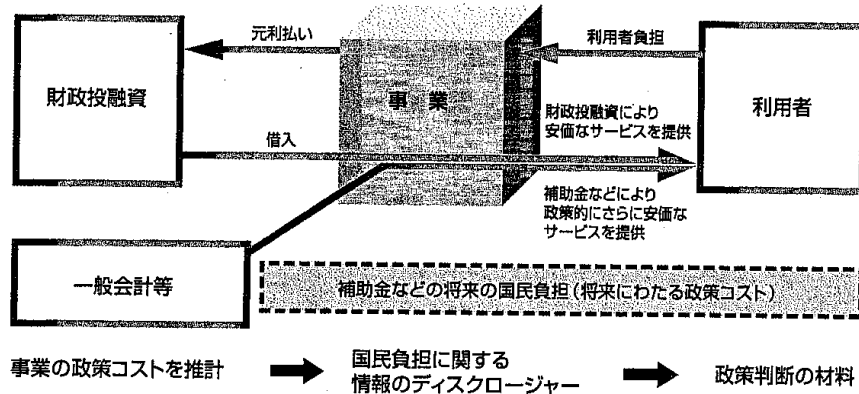 元利払い
利用者負担
財政投融資
事業
利用者
財政投融資により
安価なサービスを提供
借入
補助金などにより
政策的にさらに安価な
サービスを提供
一般会計等
補助金などの将来の国民負担(将来にわたる政策コスト)
事業の政策コストを推計
国民負担に関する
情報のディスクロージャー
政策判断の材料